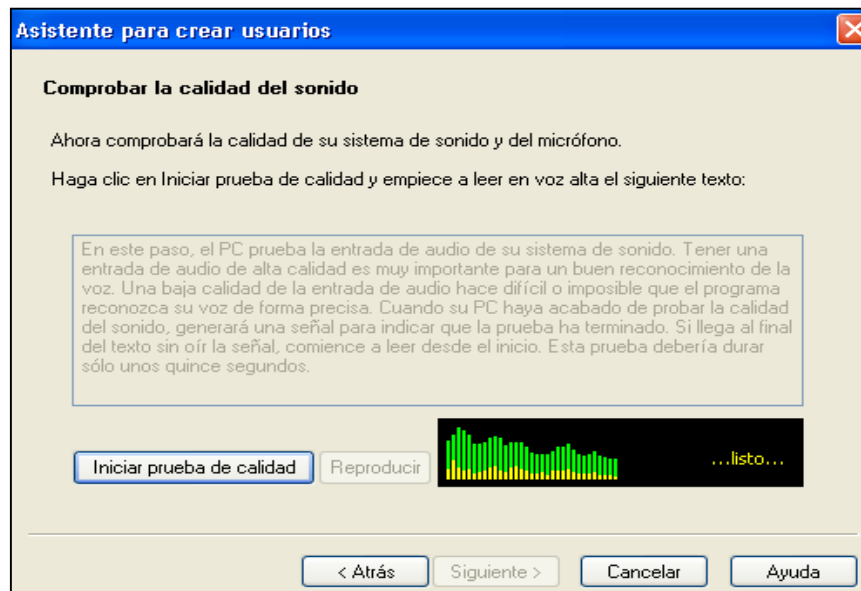 Asistente para crear usuarios
Comprobar la calidad del sonido
Ahora comprobará la calidad de su sistema de sonido y del micrófono.
Haga clic en Iniciar prueba de calidad y empiece a leer en voz alta el siguiente texto:
En este paso, el PC prueba la entrada de audio de su sistema de sonido. Tener una
entrada de audio de alta calidad es muy importante para un buen reconocimiento de la
voz. Una baja calidad de la entrada de audio hace difícil o imposible que el programa
reconozca su voz de forma precisa. Cuando su PC haya acabado de probar la calidad
del sonido, generará una señal para indicar que la prueba ha terminado. Si llega al final
del texto sin oír la señal, comience a leer desde el inicio. Esta prueba debería durar
sólo unos quince segundos.
Iniciar prueba de calidad Reproducir ...listo...
< Atrás Siguiente > Cancelar Ayuda